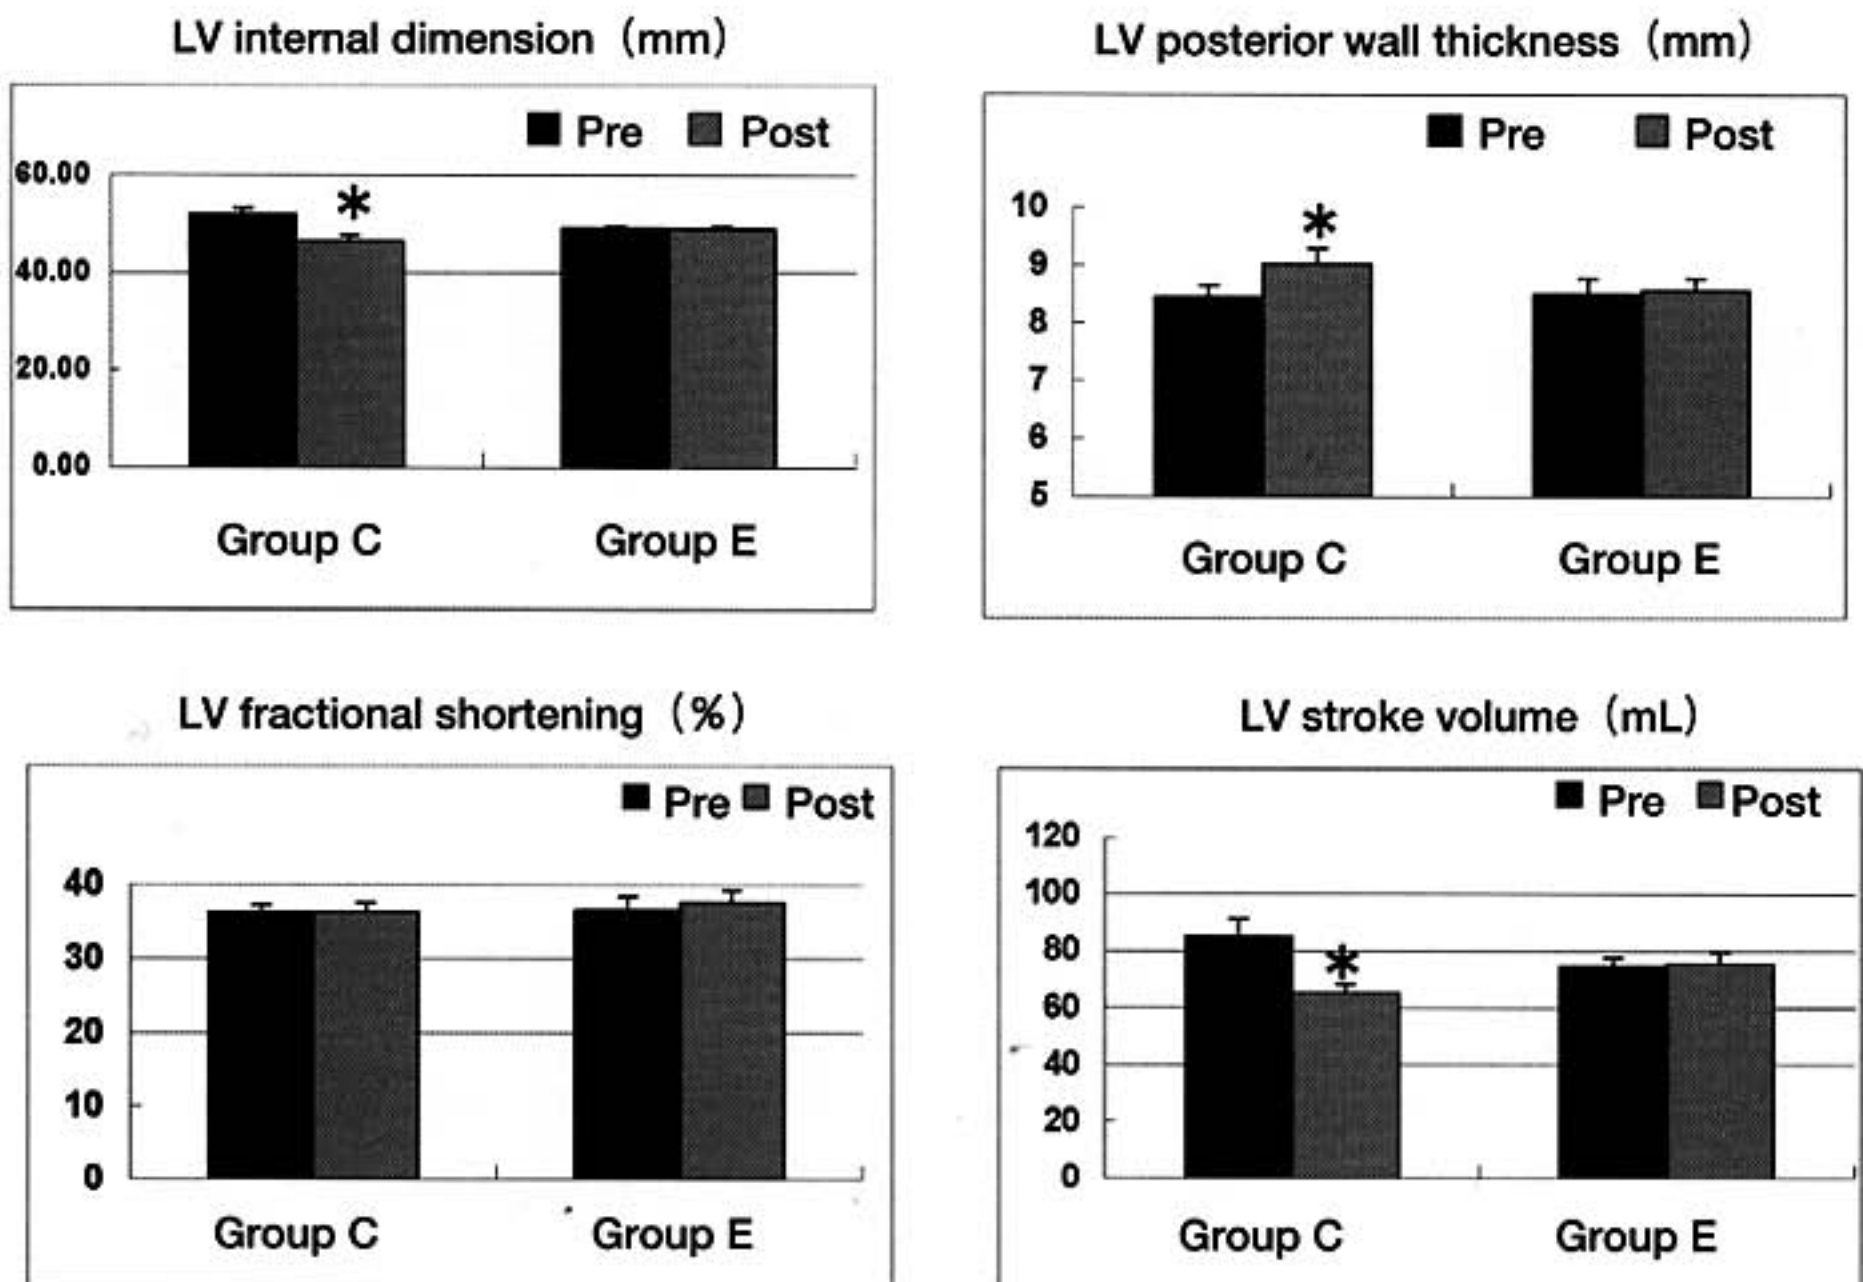 LV internal dimension (mm)
Pre Post
60.00
*
40.00
20.00
0.00
Group C Group E
LV posterior wall thickness (mm)
Pre Post
10
*
9
8
7
6
5
Group C Group E
LV fractional shortening (%)
Pre Post
40
30
20
10
0
Group C Group E
LV stroke volume (mL)
Pre Post
120
100
80
*
60
40
20
0
Group C Group E